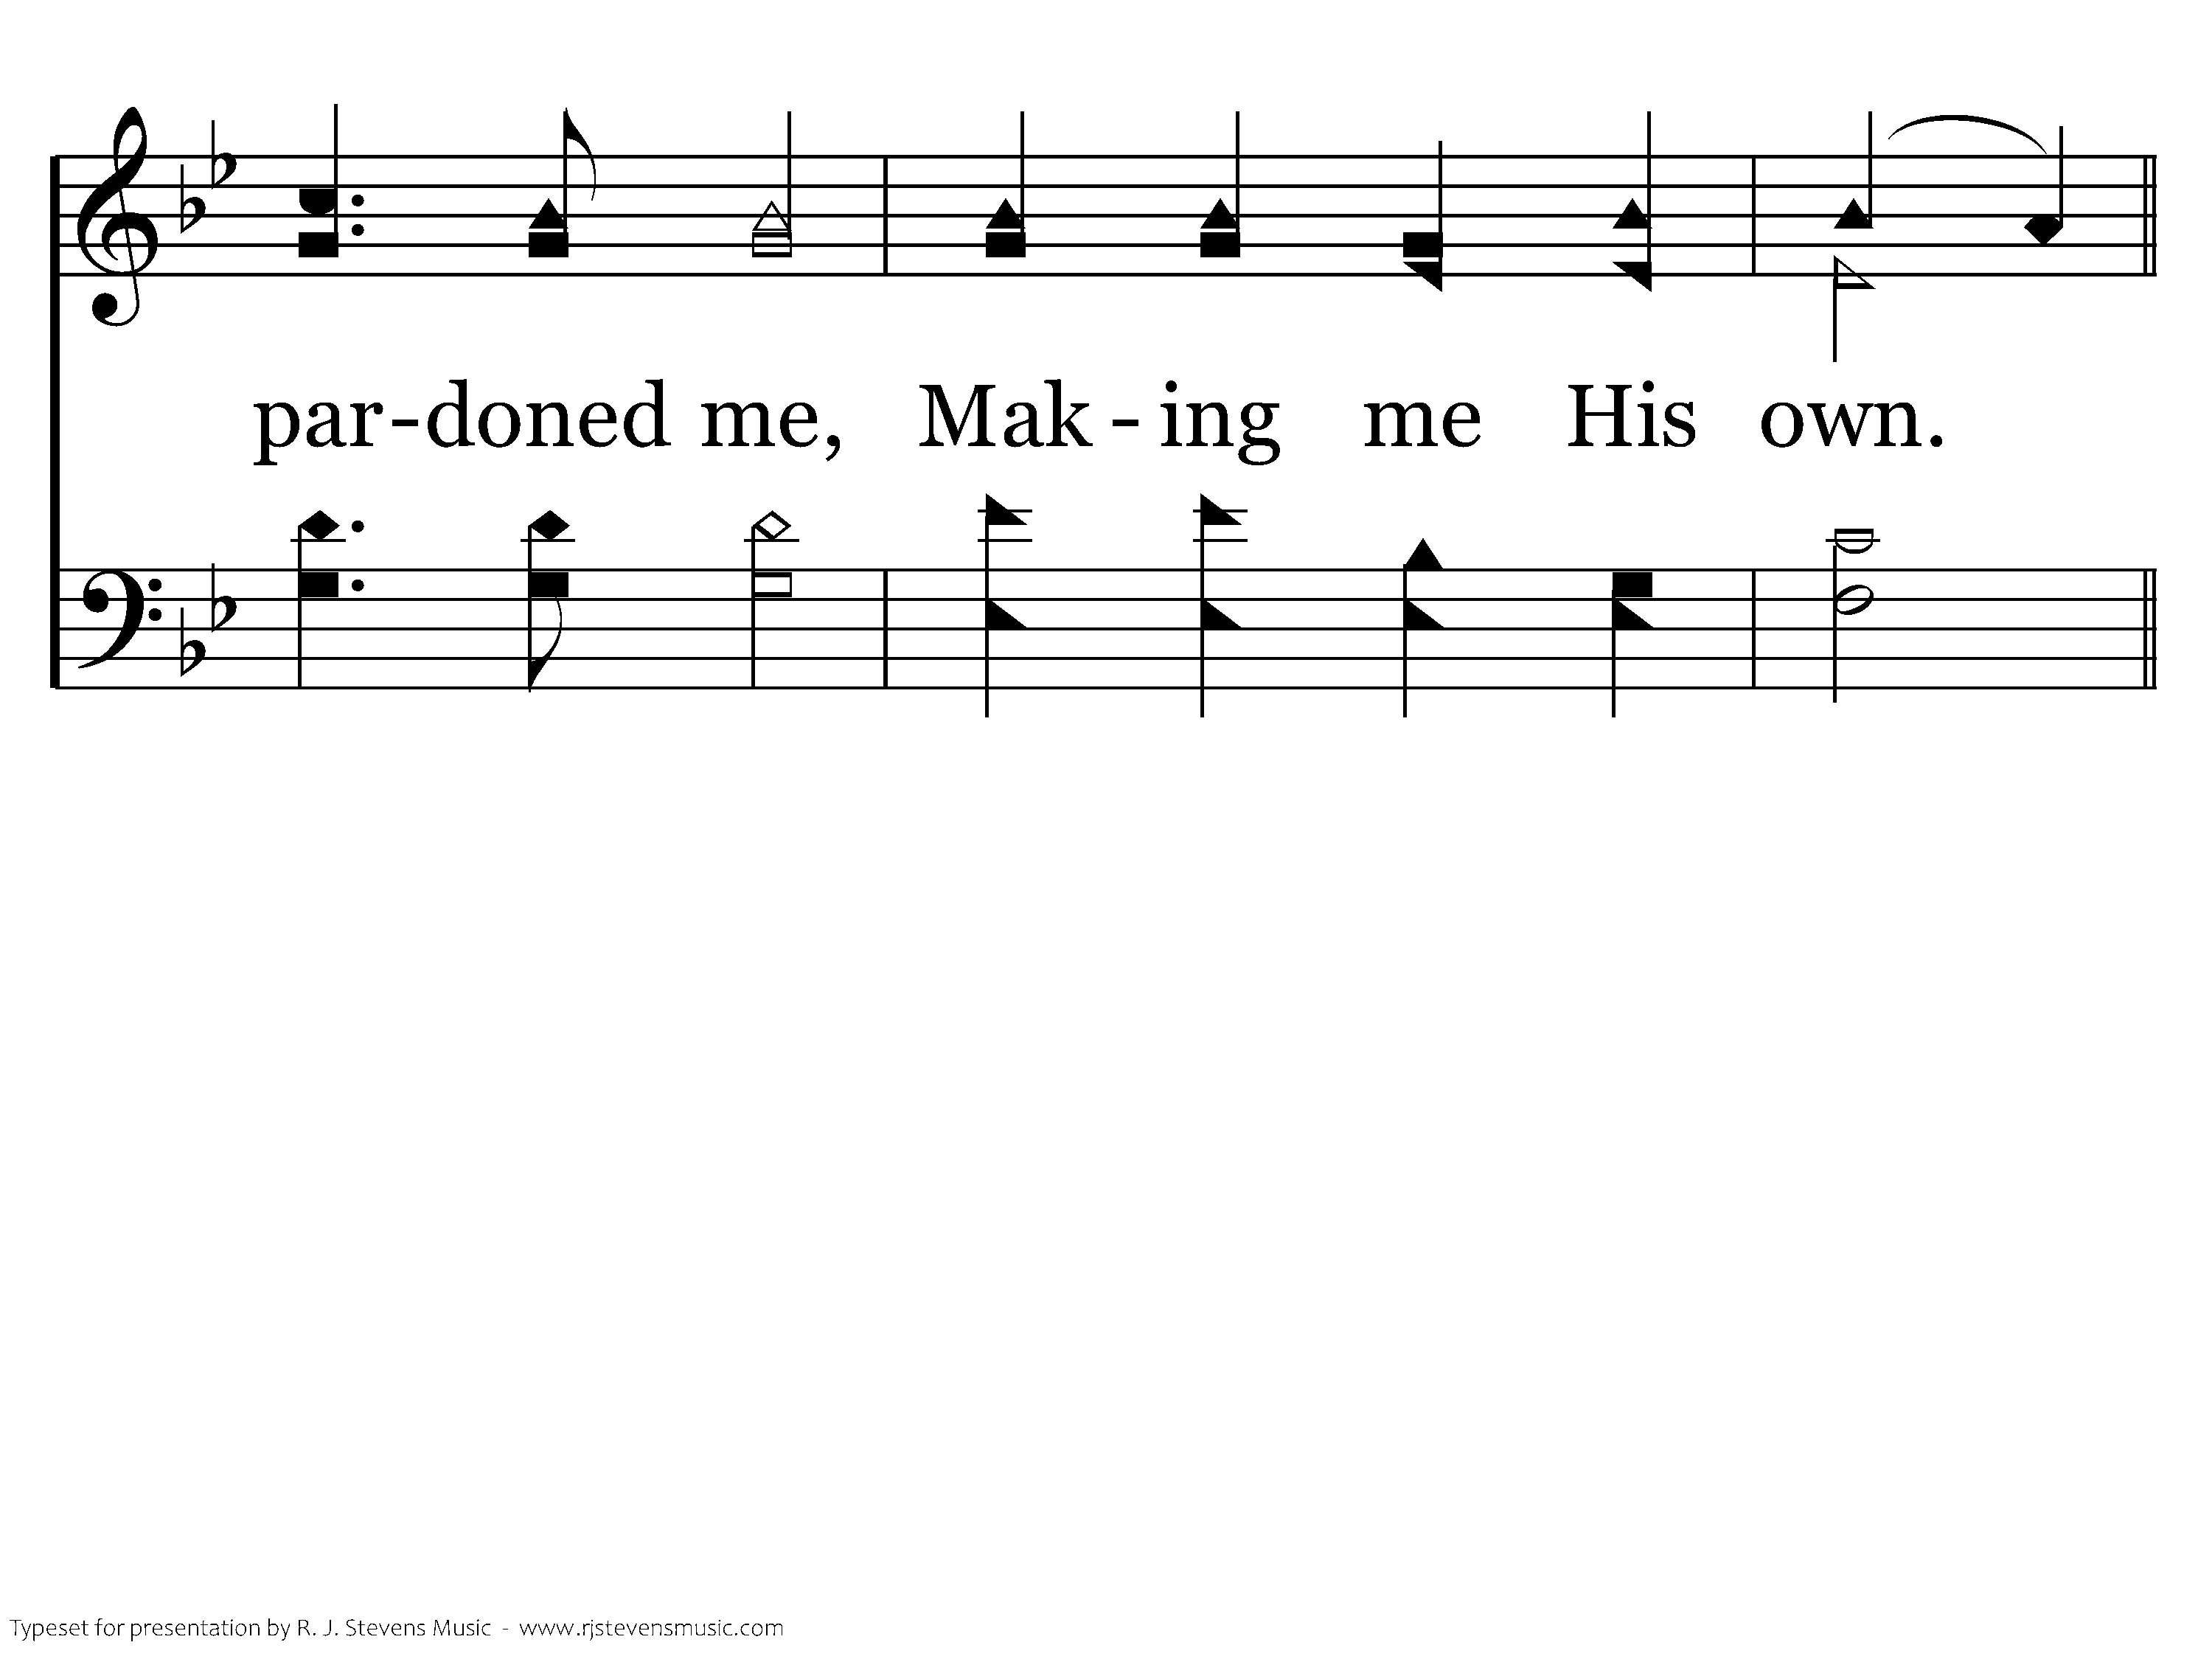 par-doned me, Mak - ing me His own.
Typeset for presentation by R. J. Stevens Music - www.rjstevensmusic.com